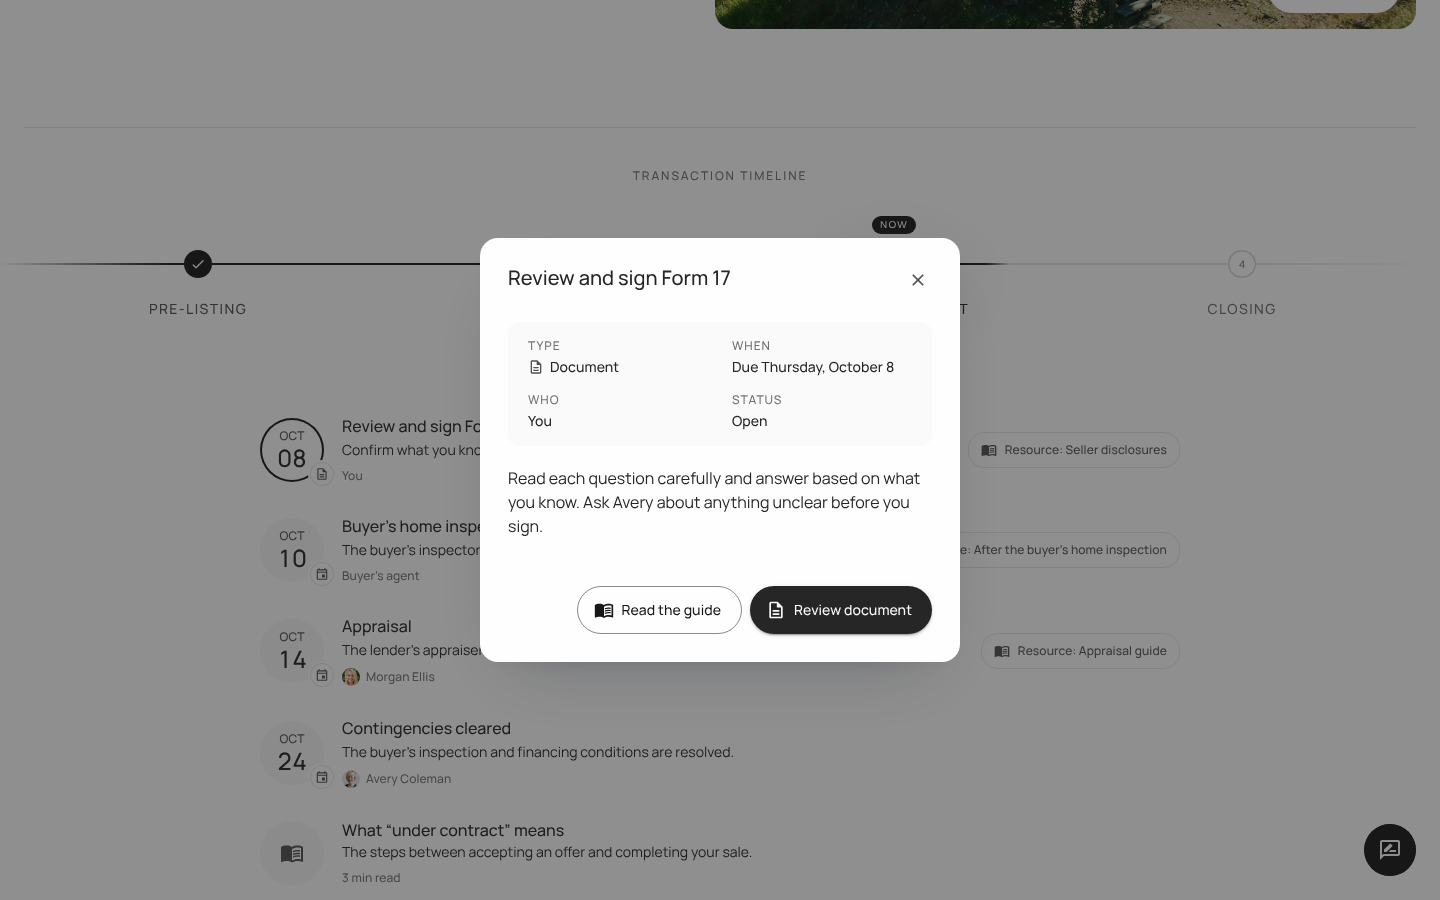 TRANSACTION TIMELINE
NOW
4
PRE-LISTING
T
CLOSING
Review and sign Form 17
TYPE
Document
WHEN
Due Thursday, October 8
WHO
You
STATUS
Open
Read each question carefully and answer based on what
you know. Ask Avery about anything unclear before you
sign.
Read the guide
Review document
OCT
08
Review and sign Fo
Confirm what you kno
You
Resource: Seller disclosures
OCT
10
Buyer's home inspe
The buyer's inspector
Buyer's agent
e: After the buyer's home inspection
OCT
14
Appraisal
The lender's appraiser
Morgan Ellis
Resource: Appraisal guide
OCT
24
Contingencies cleared
The buyer's inspection and financing conditions are resolved.
Avery Coleman
What “under contract” means
The steps between accepting an offer and completing your sale.
3 min read